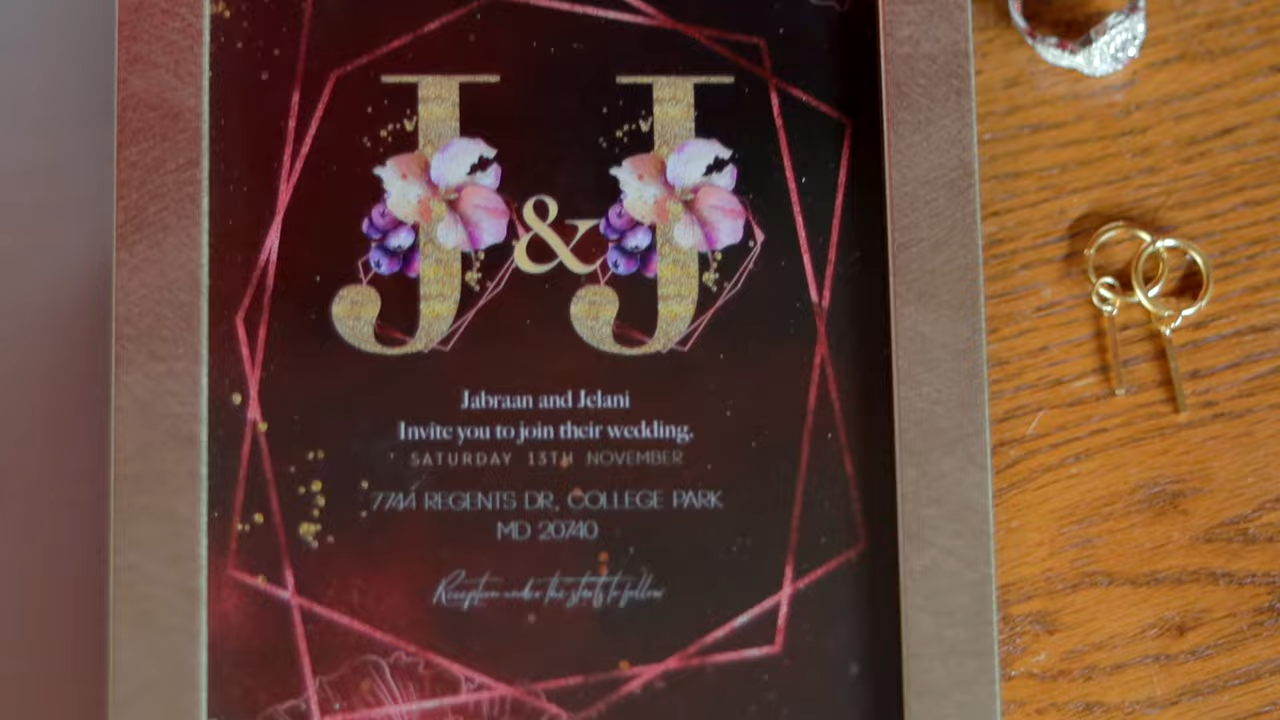 J & J
Jabraan and Jelani
Invite you to join their wedding.
SATURDAY 13TH NOVEMBER
7744 REGENTS DR, COLLEGE PARK
MD 20740
Reception under the starts to follow